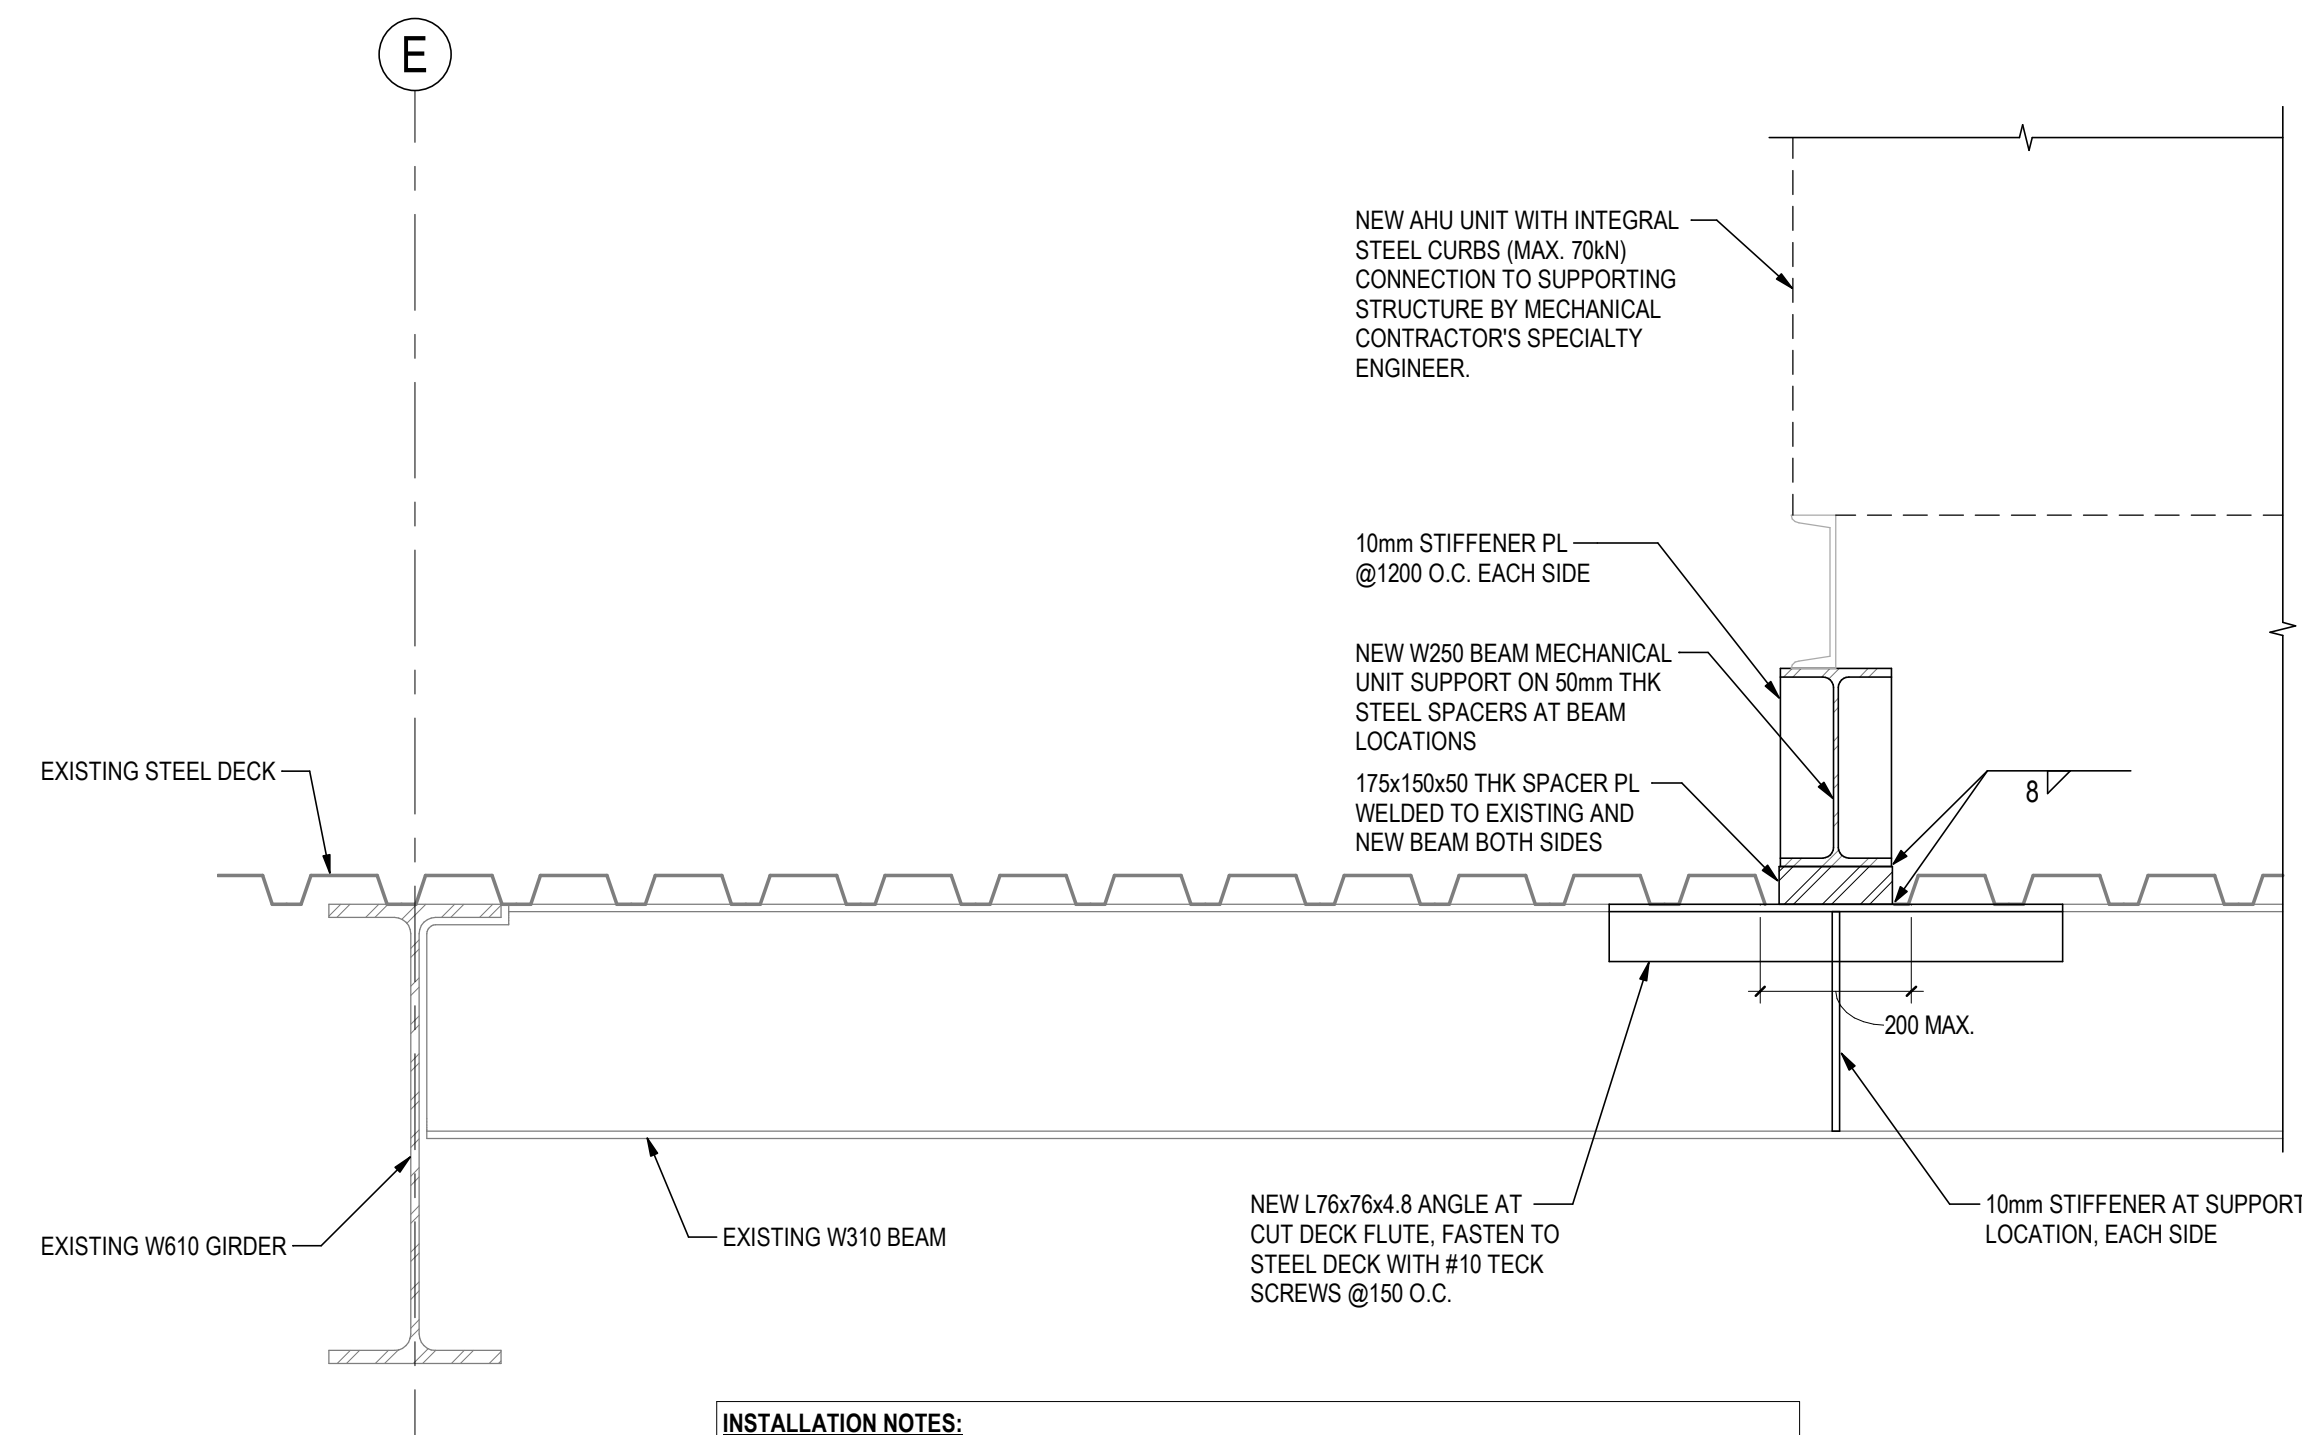 E
NEW AHU UNIT WITH INTEGRAL
STEEL CURBS (MAX. 70kN)
CONNECTION TO SUPPORTING
STRUCTURE BY MECHANICAL
CONTRACTOR'S SPECIALTY
ENGINEER.
10mm STIFFENER PL
@1200 O.C. EACH SIDE
NEW W250 BEAM MECHANICAL
UNIT SUPPORT ON 50mm THK
STEEL SPACERS AT BEAM
LOCATIONS
EXISTING STEEL DECK
175x150x50 THK SPACER PL
WELDED TO EXISTING AND
NEW BEAM BOTH SIDES
8
200 MAX.
NEW L76x76x4.8 ANGLE AT
CUT DECK FLUTE, FASTEN TO
STEEL DECK WITH #10 TECK
SCREWS @150 O.C.
10mm STIFFENER AT SUPPORT
LOCATION, EACH SIDE
EXISTING W310 BEAM
EXISTING W610 GIRDER
INSTALLATION NOTES: